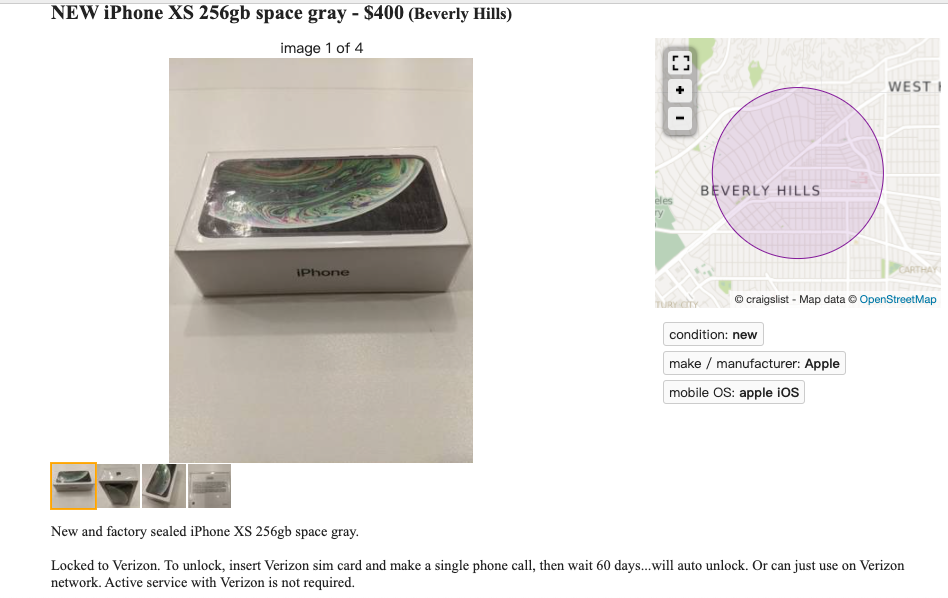 NEW iPhone XS 256gb space gray - $400 (Beverly Hills)
image 1 of 4
iPhone
+
-
WEST
BEVERLY HILLS
eles
ry
CARTHAY
TURY CITY
© craigslist - Map data © OpenStreetMap
condition: new
make / manufacturer: Apple
mobile OS: apple iOS
New and factory sealed iPhone XS 256gb space gray.
Locked to Verizon. To unlock, insert Verizon sim card and make a single phone call, then wait 60 days...will auto unlock. Or can just use on Verizon
network. Active service with Verizon is not required.